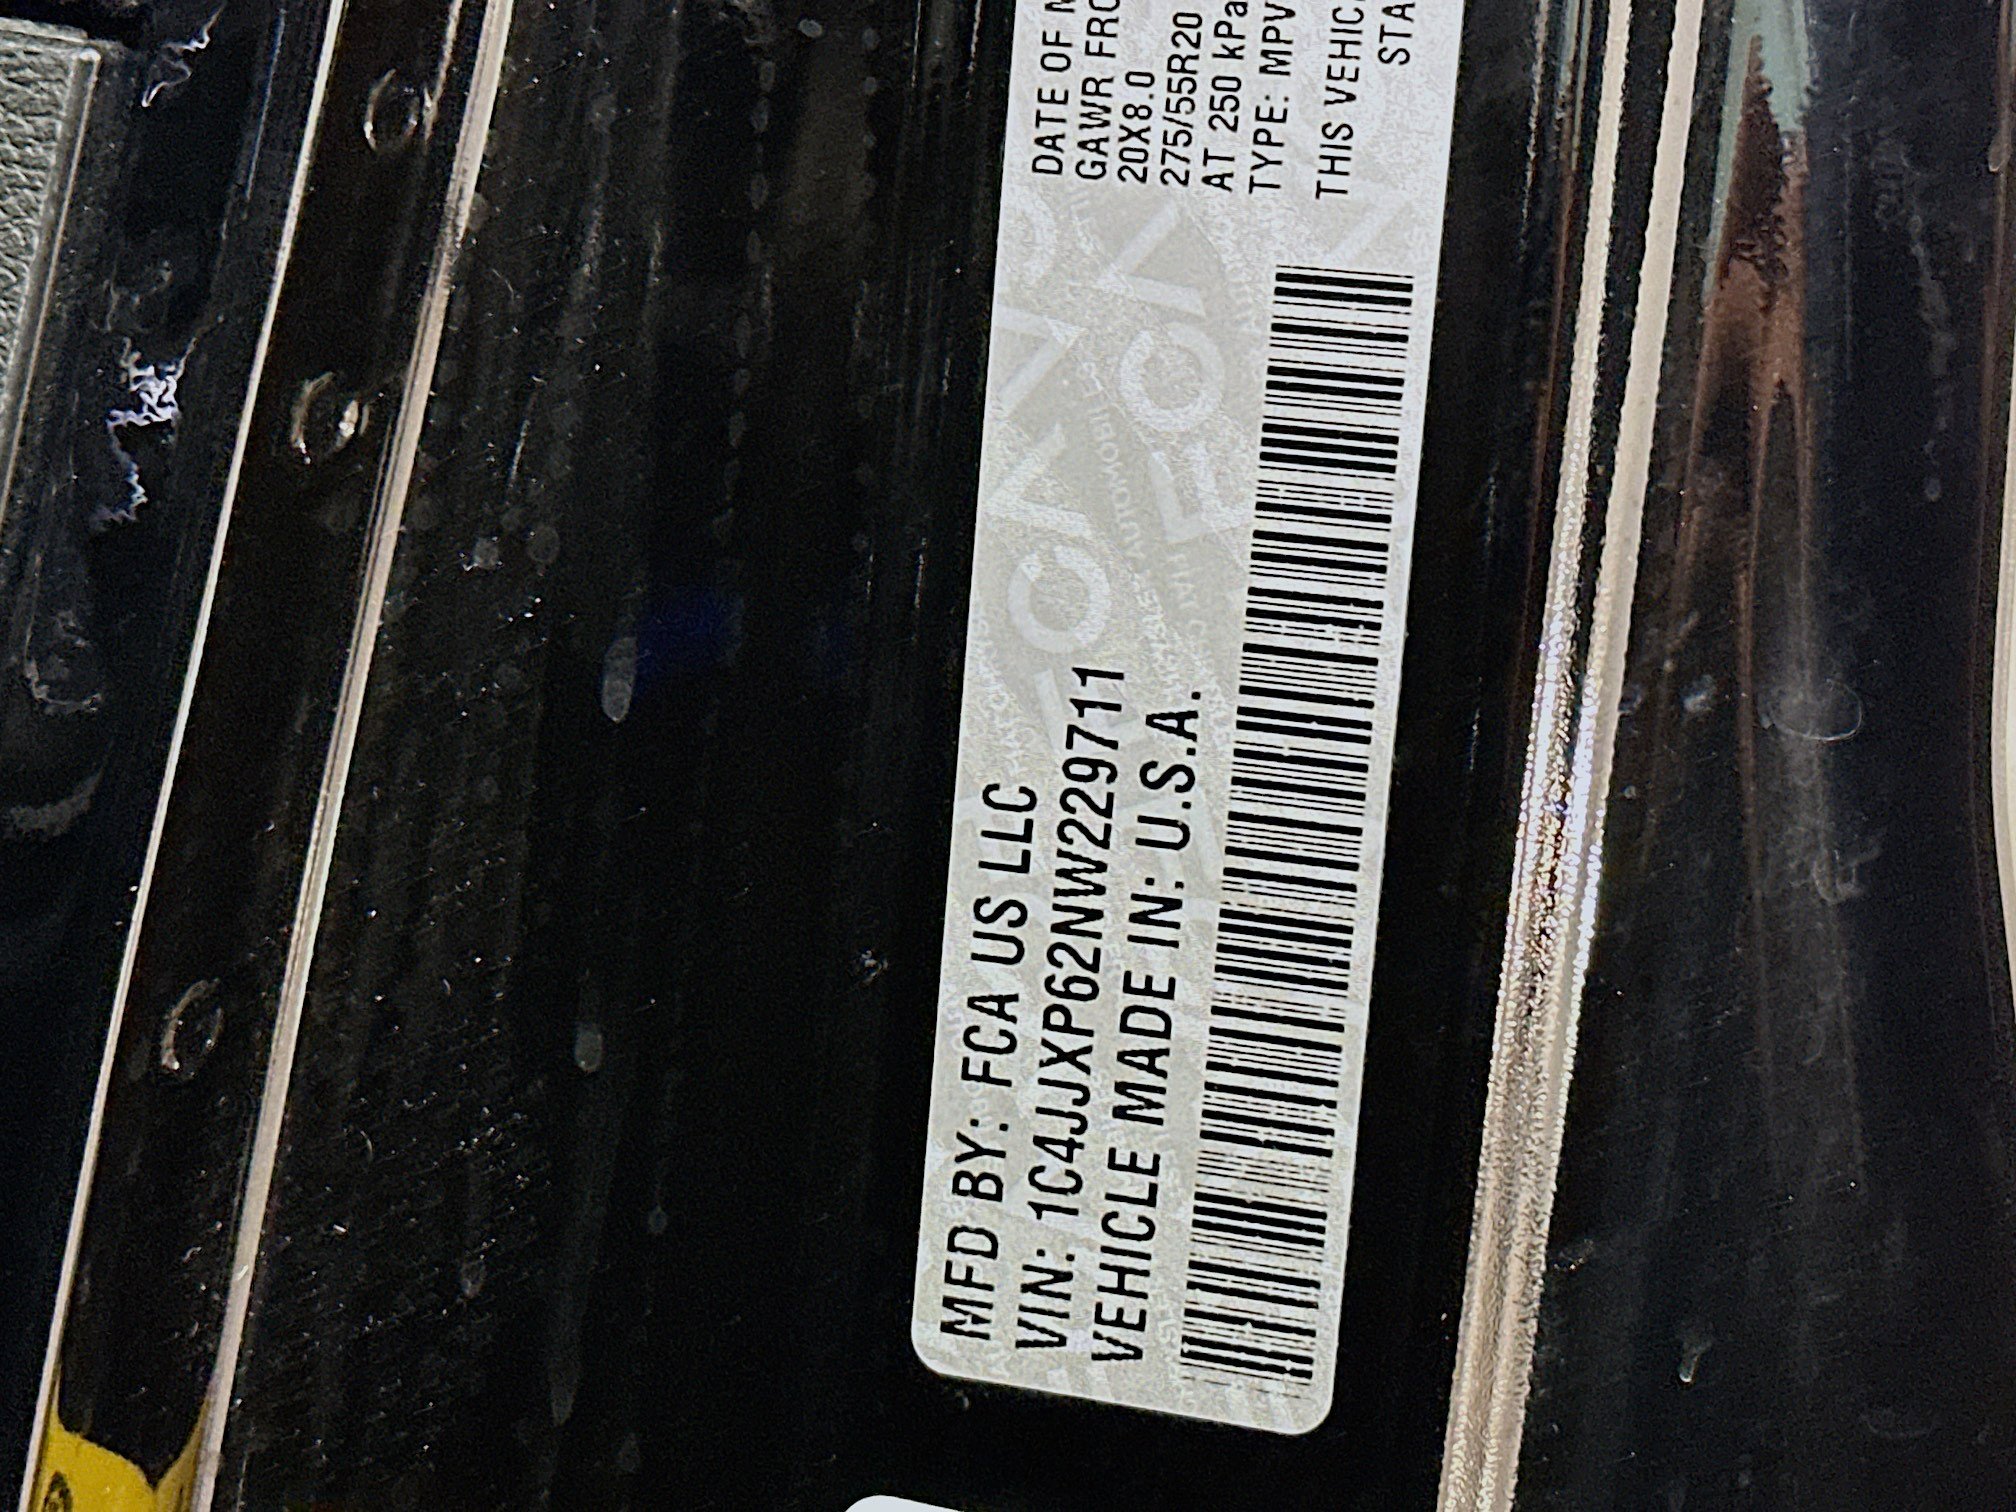 MFD BY: FCA US LLC
VIN: 1C4JJXP62NW229711
VEHICLE MADE IN: U.S.A.
DATE OF
GAWR FRO
20X8.0
275/55R20
AT 250 kPa
TYPE: MPV
THIS VEHIC
STA